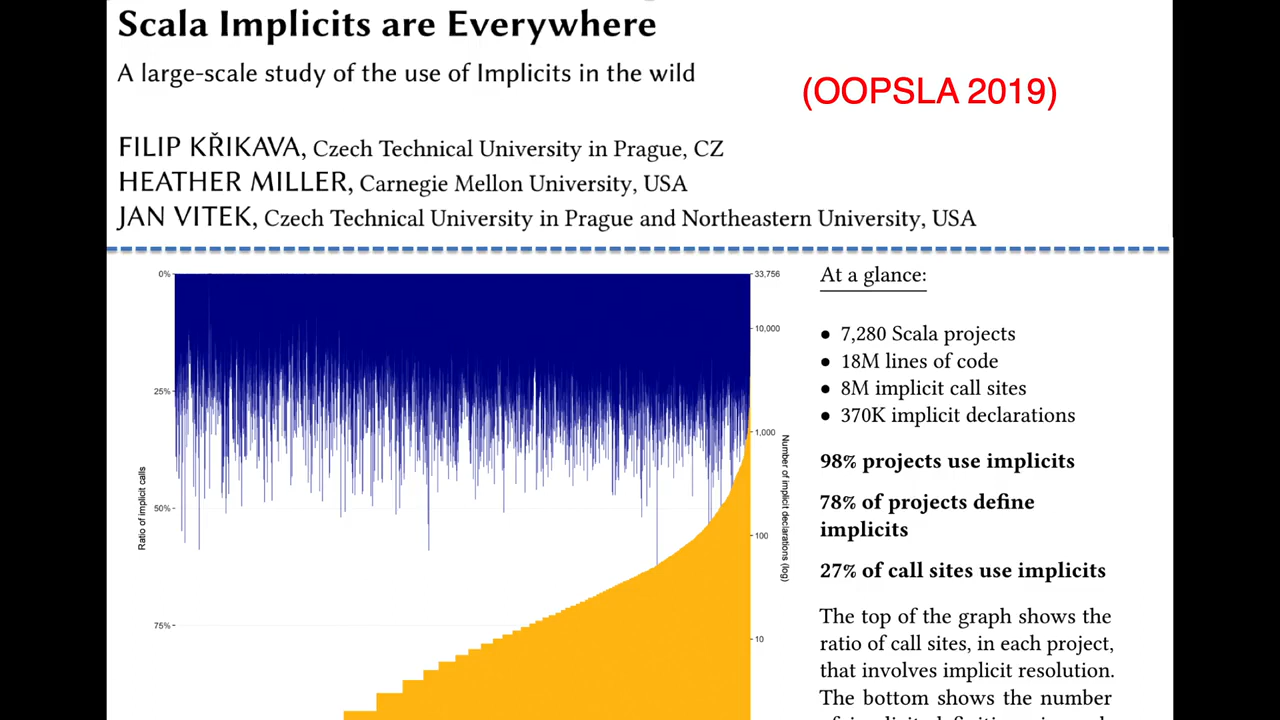 Scala Implicits are Everywhere
A large-scale study of the use of Implicits in the wild
(OOPSLA 2019)
FILIP KŘIKAVA, Czech Technical University in Prague, CZ
HEATHER MILLER, Carnegie Mellon University, USA
JAN VITEK, Czech Technical University in Prague and Northeastern University, USA
0%
25%
50%
75%
Ratio of implicit calls
33,756
10,000
1,000
100
10
Number of implicit declarations (log)
At a glance:
● 7,280 Scala projects
● 18M lines of code
● 8M implicit call sites
● 370K implicit declarations
98% projects use implicits
78% of projects define
implicits
27% of call sites use implicits
The top of the graph shows the
ratio of call sites, in each project,
that involves implicit resolution.
The bottom shows the number